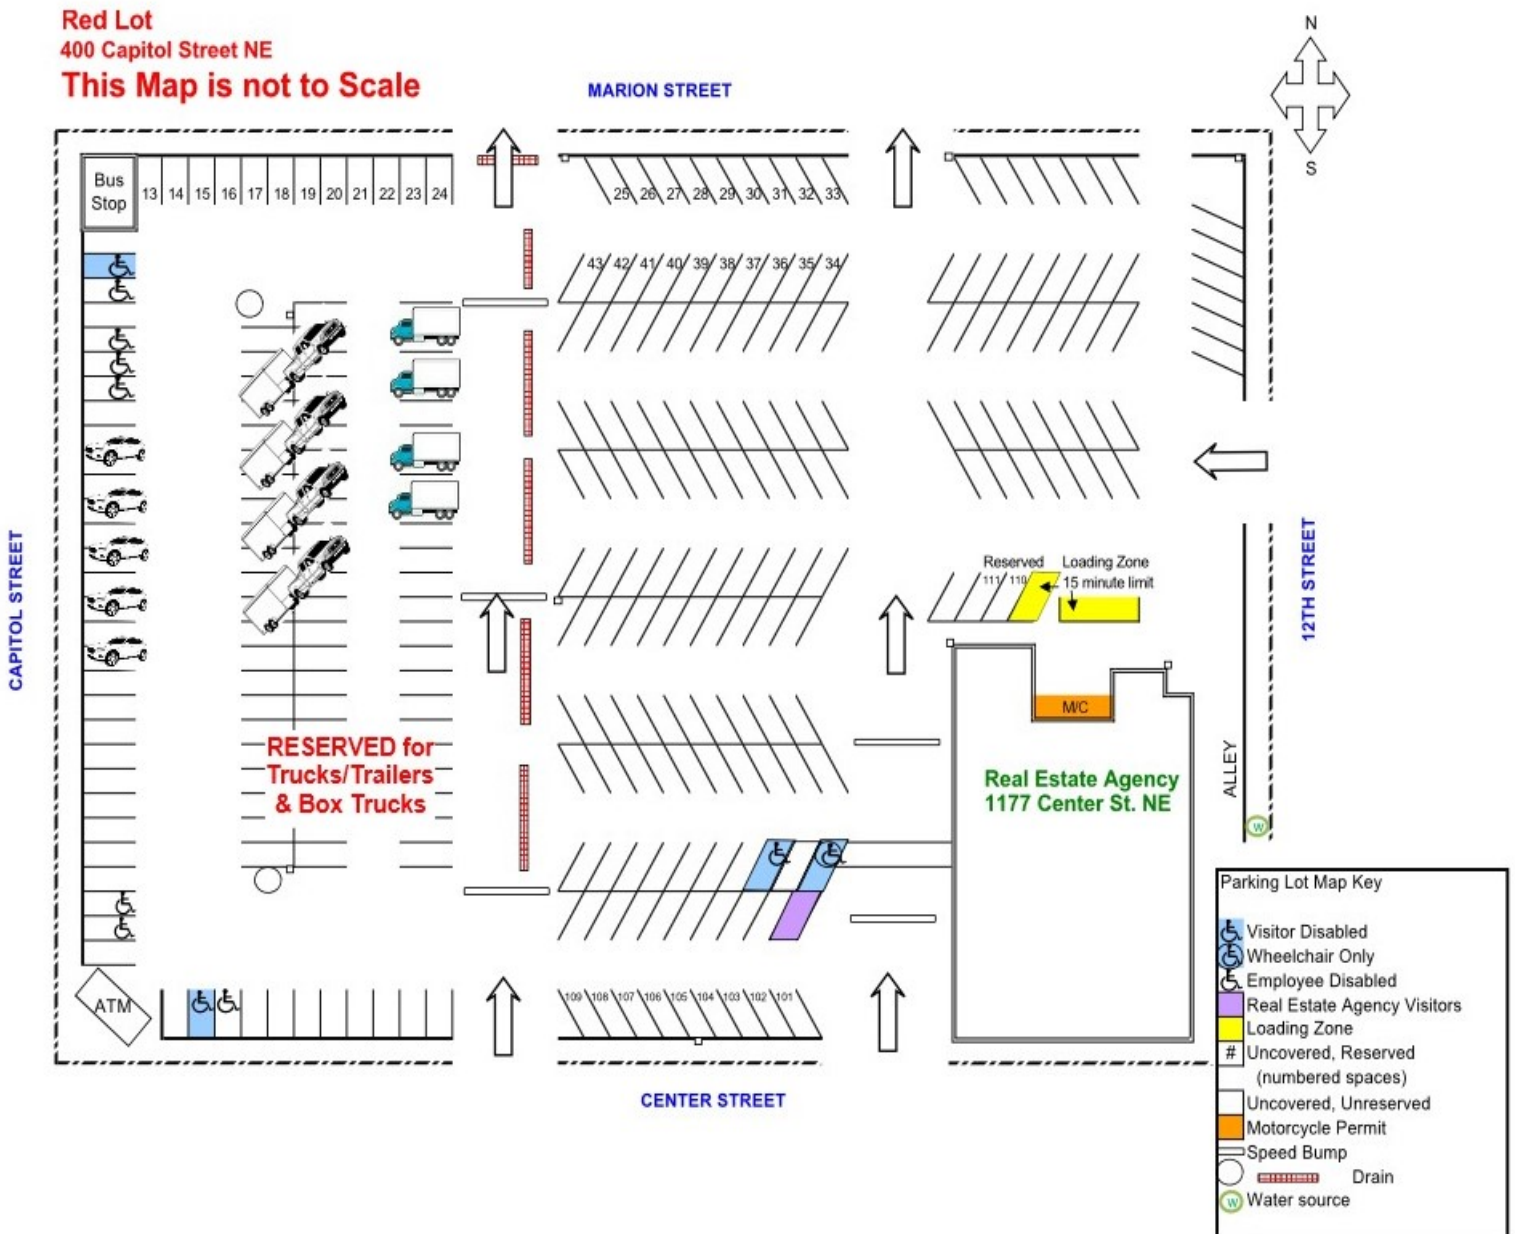 Red Lot
400 Capitol Street NE
This Map is not to Scale
MARION STREET
N
S
Bus
Stop
13 14 15 16 17 18 19 20 21 22 23 24
25 26 27 28 29 30 31 32 33
43 42 41 40 39 38 37 36 35 34
CAPITOL STREET
12TH STREET
Reserved
111 110
Loading Zone
15 minute limit
M/C
RESERVED for
Trucks/Trailers
& Box Trucks
Real Estate Agency
1177 Center St. NE
ALLEY
W
ATM
109 108 107 106 105 104 103 102 101
CENTER STREET
Parking Lot Map Key
Visitor Disabled
Wheelchair Only
Employee Disabled
Real Estate Agency Visitors
Loading Zone
# Uncovered, Reserved
(numbered spaces)
Uncovered, Unreserved
Motorcycle Permit
Speed Bump
Drain
W Water source